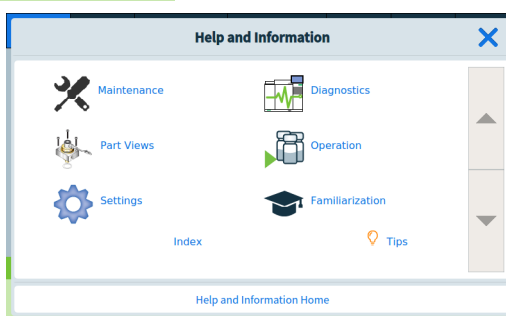 Help and Information
Maintenance
Diagnostics
Part Views
Operation
Settings
Familiarization
Index
Tips
Help and Information Home